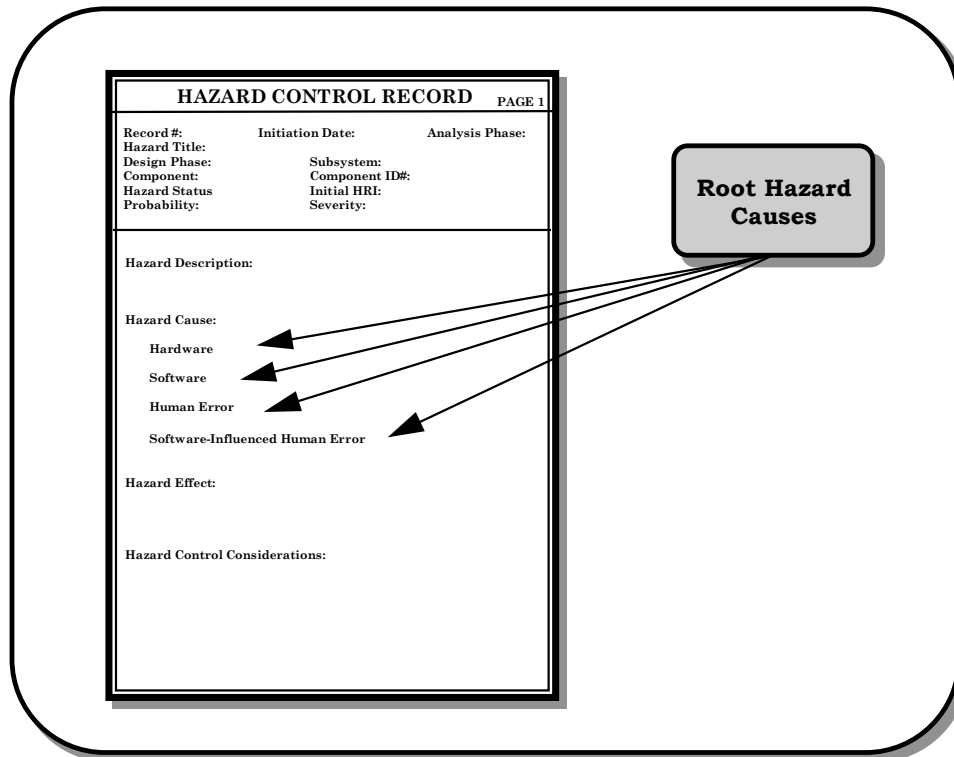 HAZARD CONTROL RECORD PAGE 1
Record #: Initiation Date: Analysis Phase:
Hazard Title:
Design Phase: Subsystem:
Component: Component ID#:
Hazard Status Initial HRI:
Probability: Severity:
Hazard Description:
Hazard Cause:
Hardware
Software
Human Error
Software-Influenced Human Error
Hazard Effect:
Hazard Control Considerations:
Root Hazard
Causes